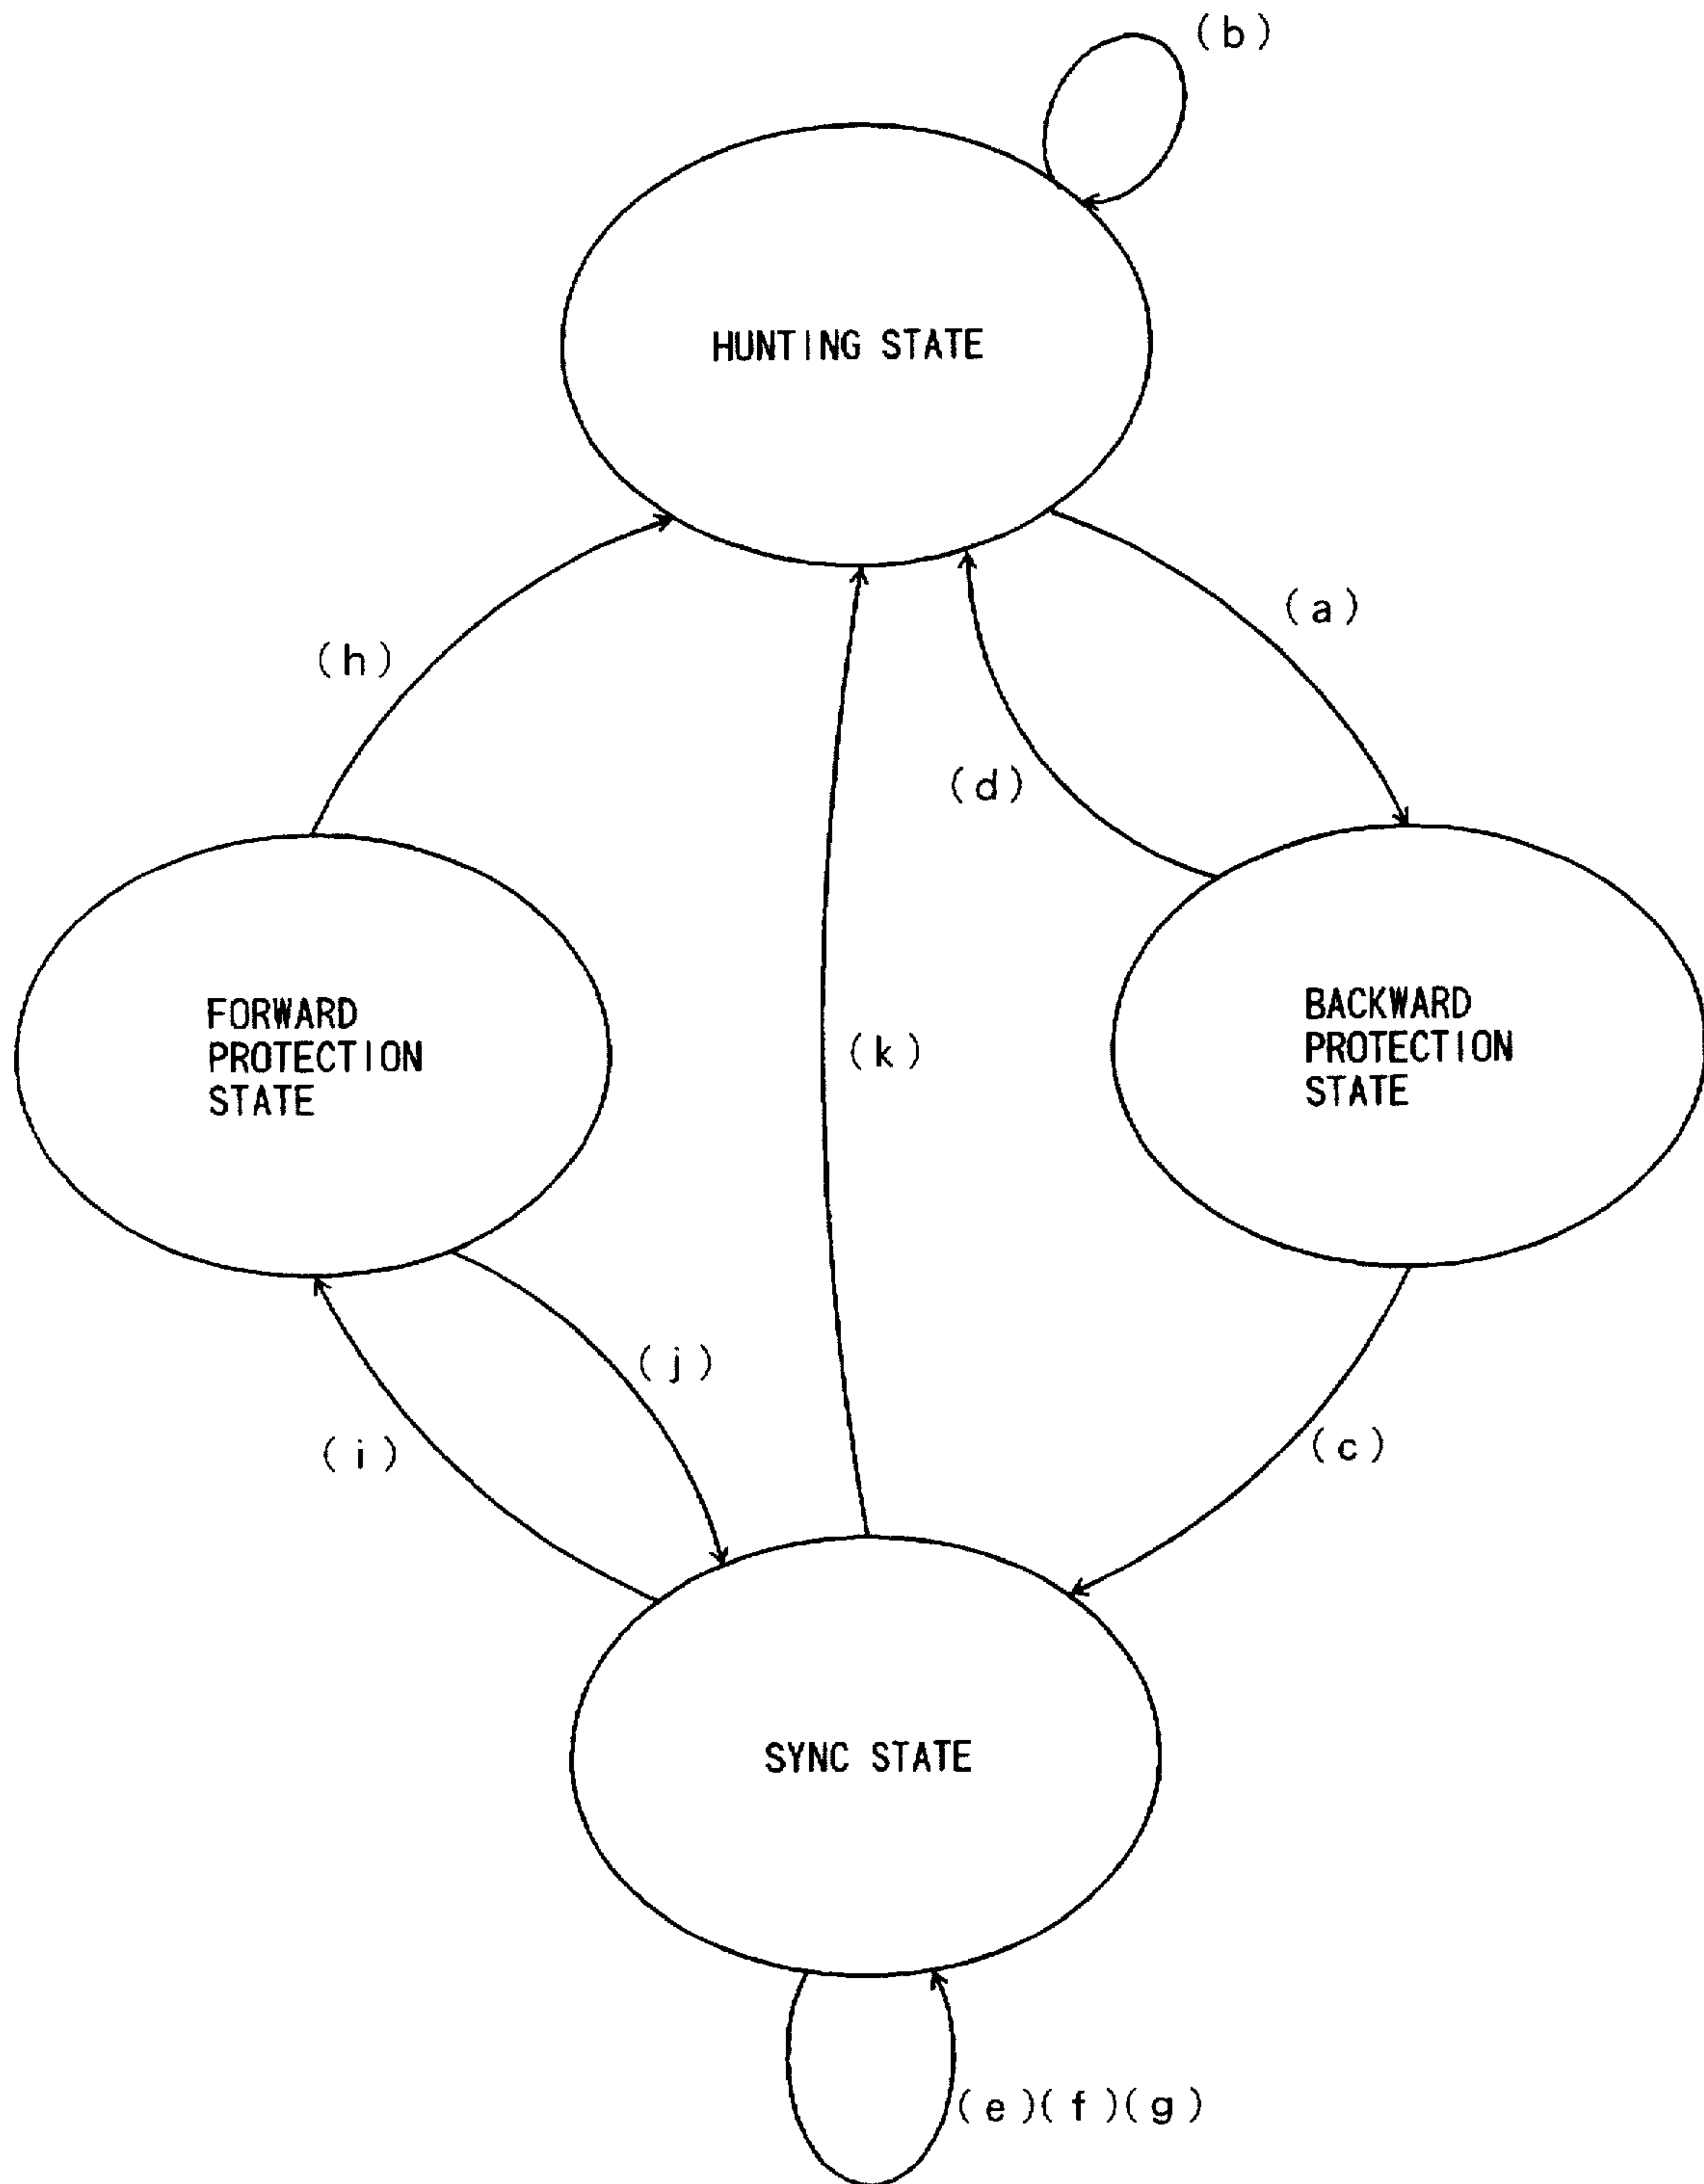 (b)
HUNTING STATE
(a)
(h)
(d)
FORWARD
PROTECTION
STATE
(k)
BACKWARD
PROTECTION
STATE
(j)
(i)
(c)
SYNC STATE
(e)(f)(g)